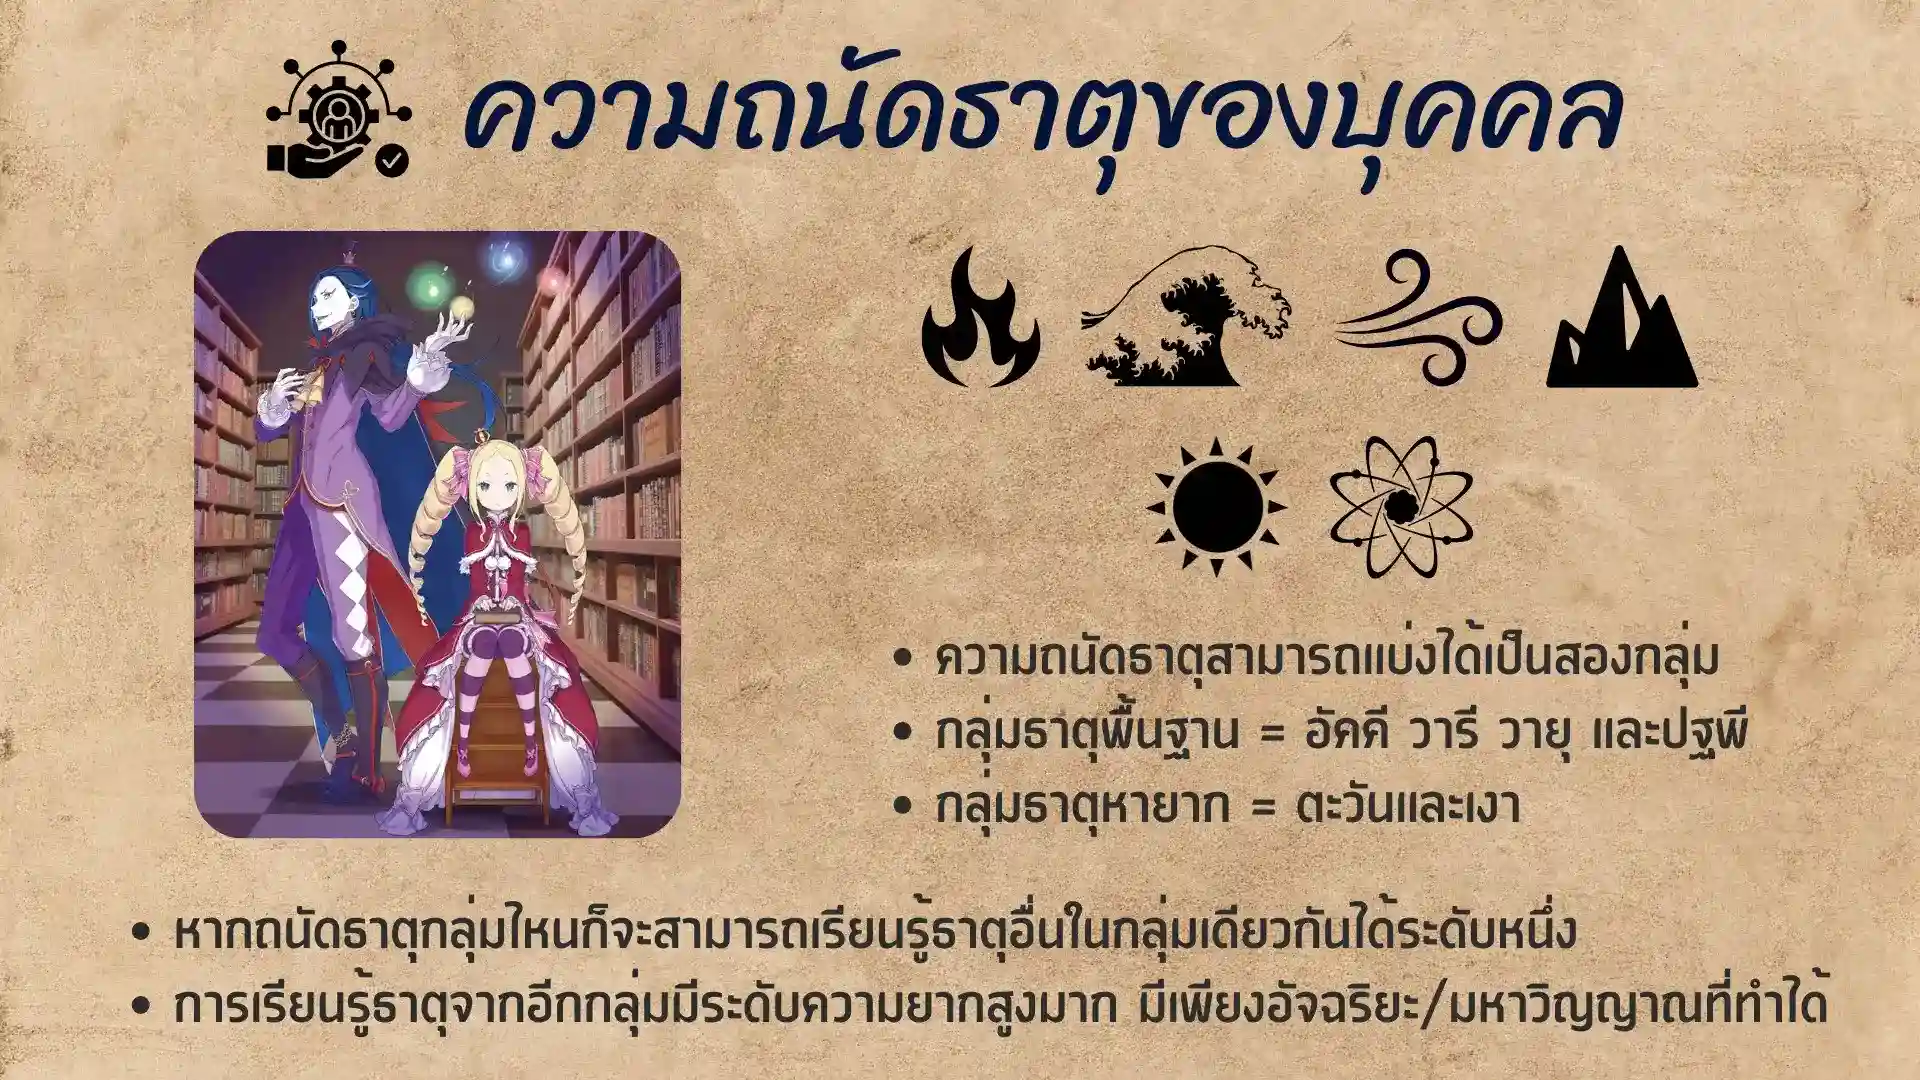 ความถนัดธาตุของบุคคล
• ความถนัดธาตุสามารถแบ่งได้เป็นสองกลุ่ม
• กลุ่มธาตุพื้นฐาน = อัคคี วารี วายุ และปฐพี
• กลุ่มธาตุหายาก = ตะวันและเงา
• หากถนัดธาตุกลุ่มไหนก็จะสามารถเรียนรู้ธาตุอื่นในกลุ่มเดียวกันได้ระดับหนึ่ง
• การเรียนรู้ธาตุจากอีกกลุ่มมีระดับความยากสูงมาก มีเพียงอัจฉริยะ/มหาวิญญาณที่ทำได้